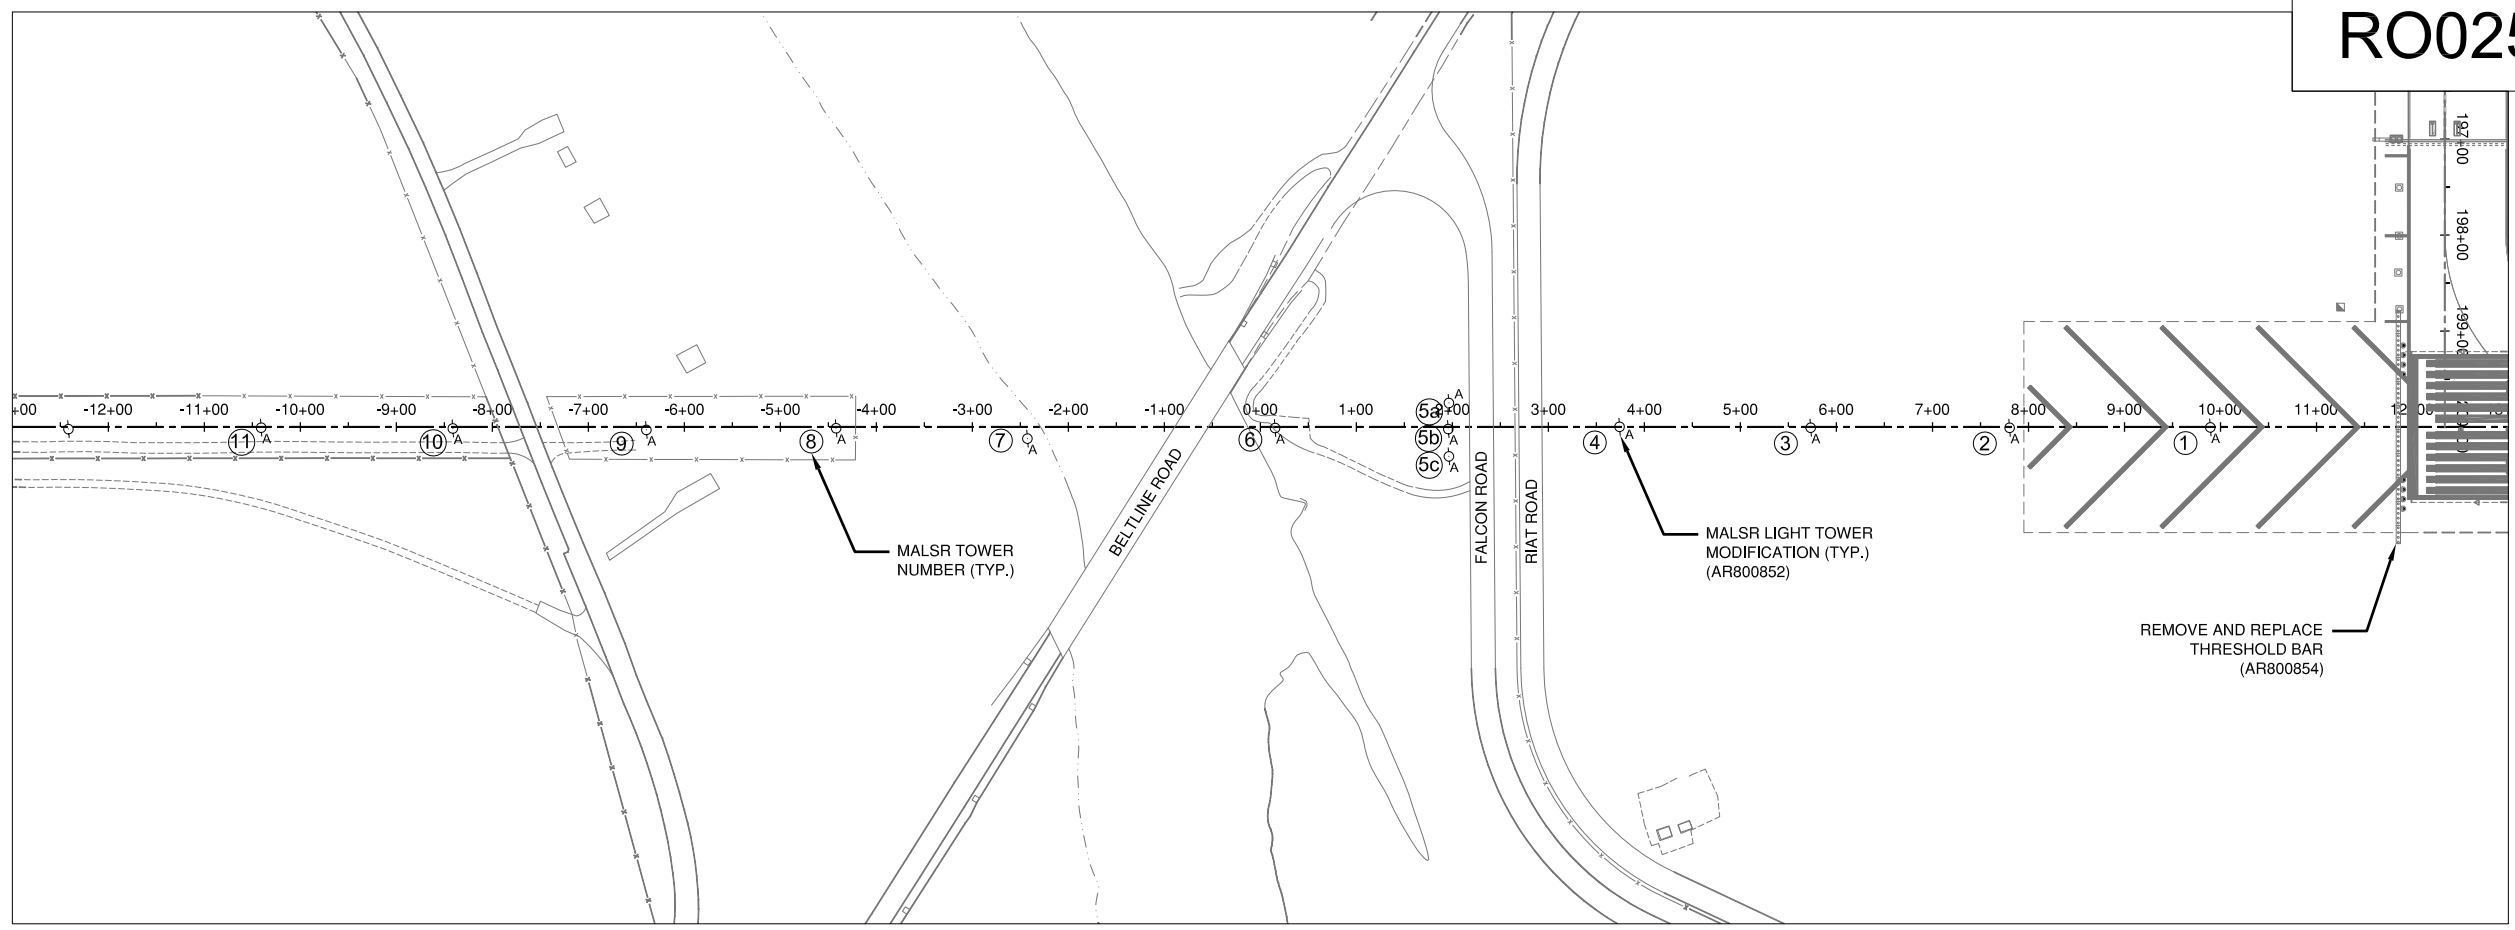 RO025
197+00
198+00
199+00
+00 -12+00 -11+00 -10+00 -9+00 -8+00 -7+00 -6+00 -5+00 -4+00 -3+00 -2+00 -1+00 0+00 1+00 2+00 3+00 4+00 5+00 6+00 7+00 8+00 9+00 10+00 11+00 12+00
A
5a
11 A 10 A 9 A 8 A 7 A 6 A 5b A 4 A 3 A 2 A 1 A
5c A
BELTLINE ROAD
FALCON ROAD
RIAT ROAD
MALSR TOWER
NUMBER (TYP.)
MALSR LIGHT TOWER
MODIFICATION (TYP.)
(AR800852)
REMOVE AND REPLACE
THRESHOLD BAR
(AR800854)